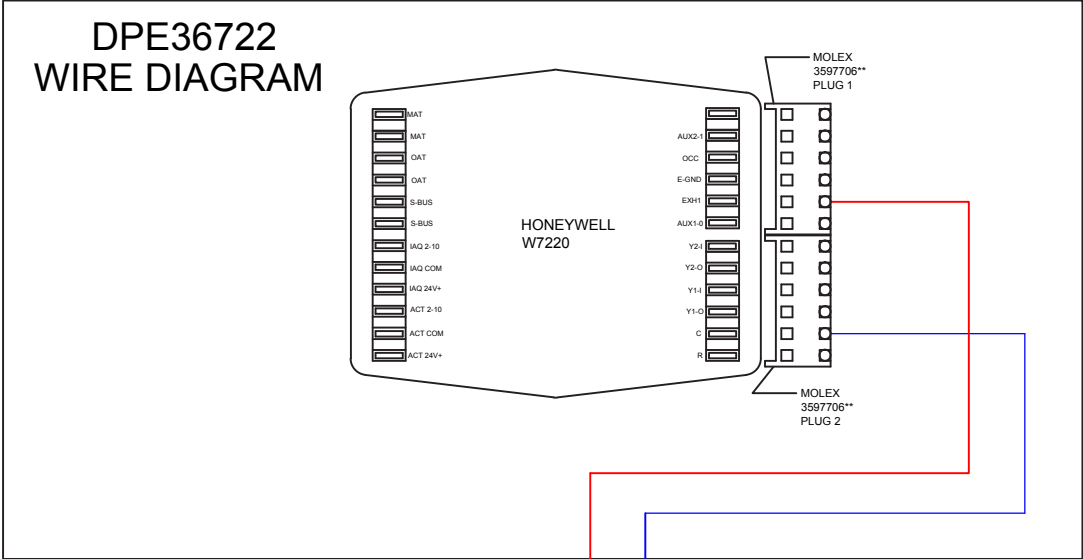 DPE36722
WIRE DIAGRAM
MOLEX
3597706**
PLUG 1
MAT
MAT
OAT
OAT
S-BUS
S-BUS
IAQ 2-10
IAQ COM
IAQ 24V+
ACT 2-10
ACT COM
ACT 24V+
HONEYWELL
W7220
AUX2-1
OCC
E-GND
EXH1
AUX1-0
Y2-I
Y2-O
Y1-I
Y1-O
C
R
MOLEX
3597706**
PLUG 2